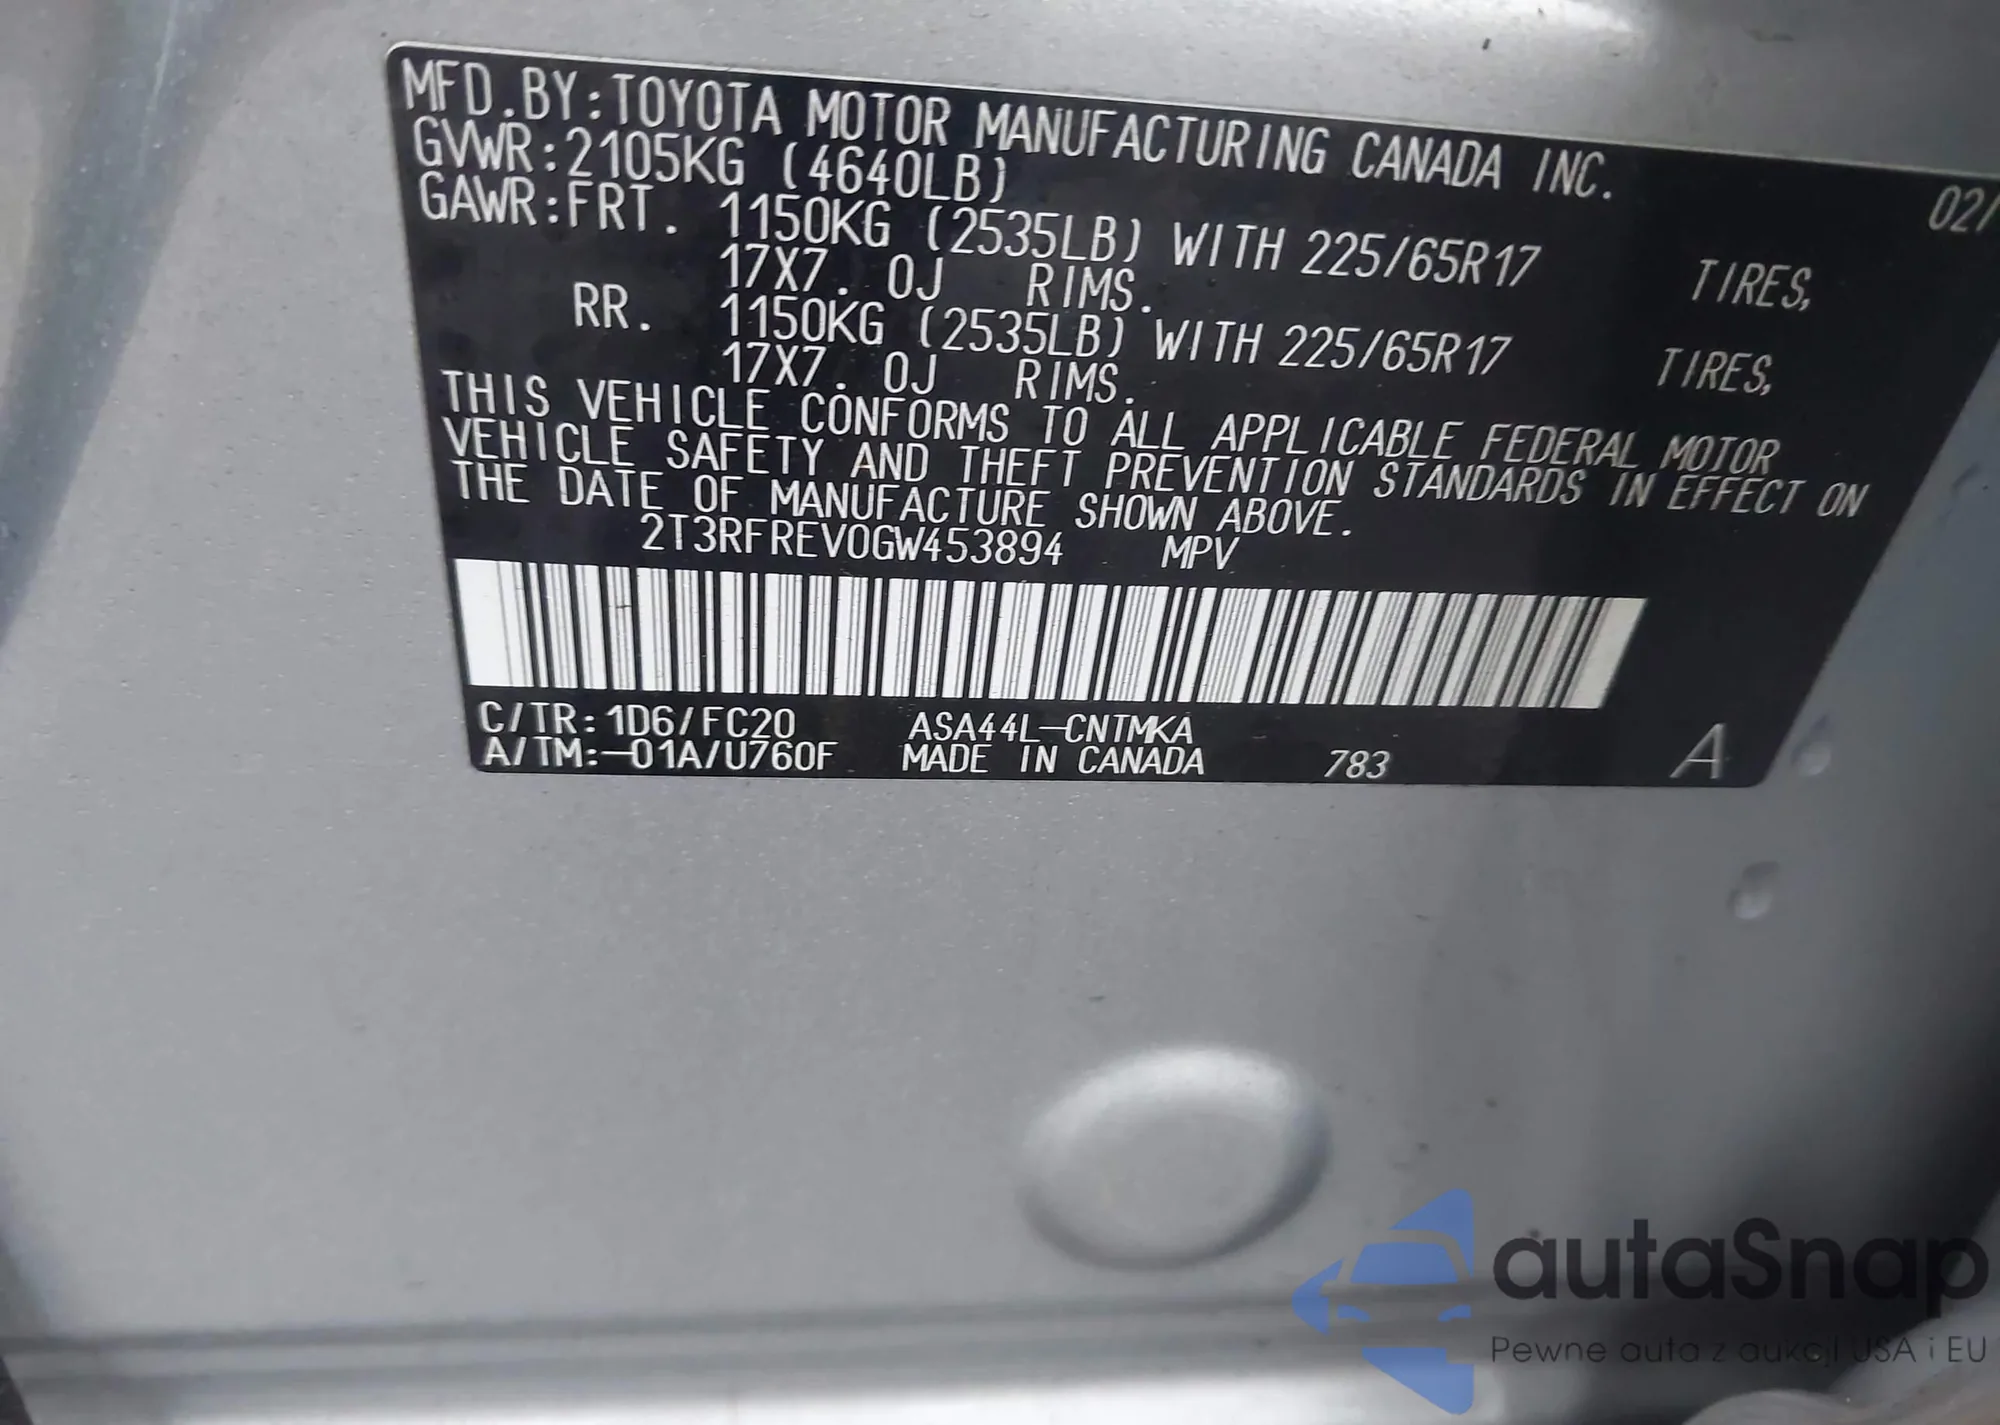 MFD.BY:TOYOTA MOTOR MANUFACTURING CANADA INC.
02/
GVWR:2105KG (4640LB)
GAWR:FRT. 1150KG (2535LB) WITH 225/65R17 TIRES,
17X7.0J RIMS.
RR. 1150KG (2535LB) WITH 225/65R17 TIRES,
17X7.0J RIMS.
THIS VEHICLE CONFORMS TO ALL APPLICABLE FEDERAL MOTOR
VEHICLE SAFETY AND THEFT PREVENTION STANDARDS IN EFFECT ON
THE DATE OF MANUFACTURE SHOWN ABOVE.
2T3RFREV0GW453894 MPV
C/TR:1D6/FC20 ASA44L-CNTMKA
A/TM:-01A/U760F MADE IN CANADA 783 A
autaSnap
Pewne auta z aukcji USA i EU